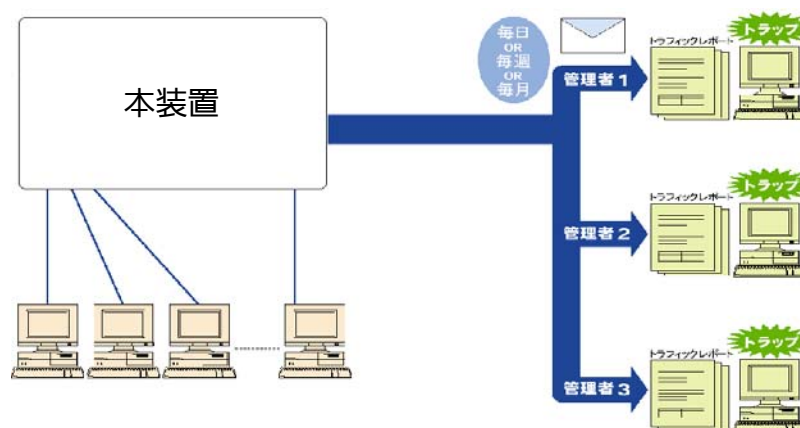 本装置
毎日
OR
毎週
OR
毎月
管理者1
トラフィックレポート
トラップ
管理者2
トラフィックレポート
トラップ
管理者3
トラフィックレポート
トラップ